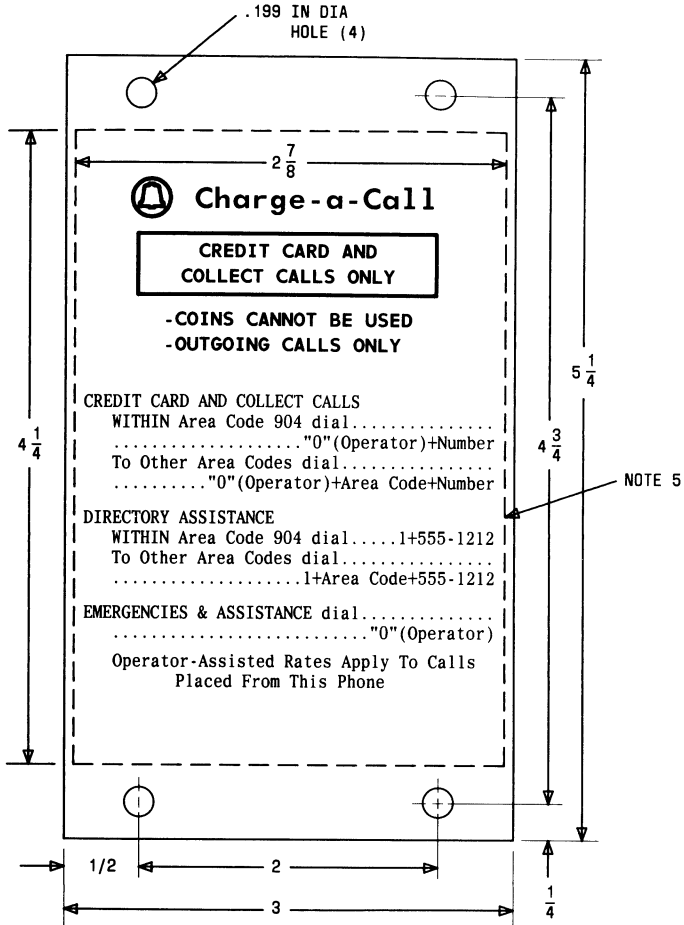 .199 IN DIA
HOLE (4)
2 7/8
Charge-a-Call
CREDIT CARD AND
COLLECT CALLS ONLY
-COINS CANNOT BE USED
-OUTGOING CALLS ONLY
5 1/4
CREDIT CARD AND COLLECT CALLS
WITHIN Area Code 904 dial...............
....................."0"(Operator)+Number
4 1/4
4 3/4
To Other Area Codes dial................
.........."0"(Operator)+Area Code+Number
NOTE 5
DIRECTORY ASSISTANCE
WITHIN Area Code 904 dial.....1+555-1212
To Other Area Codes dial................
....................1+Area Code+555-1212
EMERGENCIES & ASSISTANCE dial..............
..........................."0"(Operator)
Operator-Assisted Rates Apply To Calls
Placed From This Phone
1/2
2
3
1/4